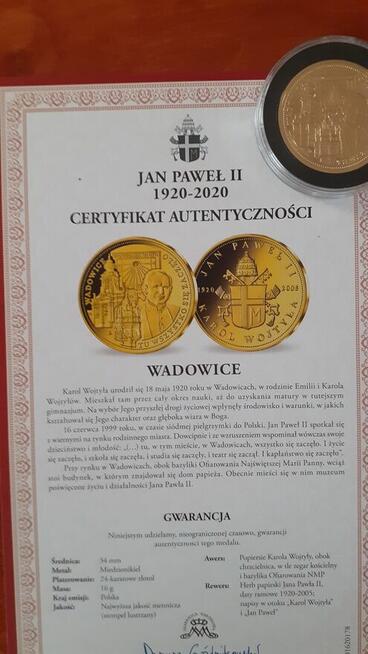 JAN PAWEŁ II
1920-2020
CERTYFIKAT AUTENTYCZNOŚCI
WADOWICE
TU WSZYSTKO SIĘ ZACZĘŁO
JAN PAWEŁ II
1920 2005
KAROL WOJTYŁA
WADOWICE
Karol Wojtyła urodził się 18 maja 1920 roku w Wadowicach, w rodzinie Emilii i Karola
Wojtyłów. Mieszkał tam przez cały okres nauki, aż do uzyskania matury w tutejszym
gimnazjum. Na wybór Jego przyszłej drogi życiowej wpłynęły środowisko i warunki, w jakich
kształtował się Jego charakter oraz głęboka wiara w Boga.
16 czerwca 1999 roku, w czasie siódmej pielgrzymki do Polski, Jan Paweł II spotkał się
z wiernymi na rynku rodzinnego miasta. Dowcipnie i ze wzruszeniem wspominał wówczas swoje
dzieciństwo i młodość: „(...) tu, w tym mieście, w Wadowicach, wszystko się zaczęło. I życie
się zaczęło, i szkoła się zaczęła, i studia się zaczęły, i teatr się zaczął. I kapłaństwo się zaczęło”.
Przy rynku w Wadowicach, obok bazyliki Ofiarowania Najświętszej Marii Panny, wciąż
stoi budynek, w którym znajdował się dom papieża. Obecnie mieści się w nim muzeum
poświęcone życiu i działalności Jana Pawła II.
GWARANCJA
Niniejszym udzielamy, nieograniczonej czasowo, gwarancji
autentyczności tego medalu.
Średnica: 34 mm
Metal: Miedzionikiel
Platerowanie: 24-karatowe złoto
Masa: 16 g
Kraj emisji: Polska
Jakość: Najwyższa jakość mennicza
(stempel lustrzany)
Awers: Popiersie Karola Wojtyły, obok
chrzcielnica, w tle zegar kościelny
i bazylika Ofiarowania NMP
Rewers: Herb papieski Jana Pawła II,
daty ramowe 1920-2005;
napisy w otoku „Karol Wojtyła”
i „Jan Paweł”